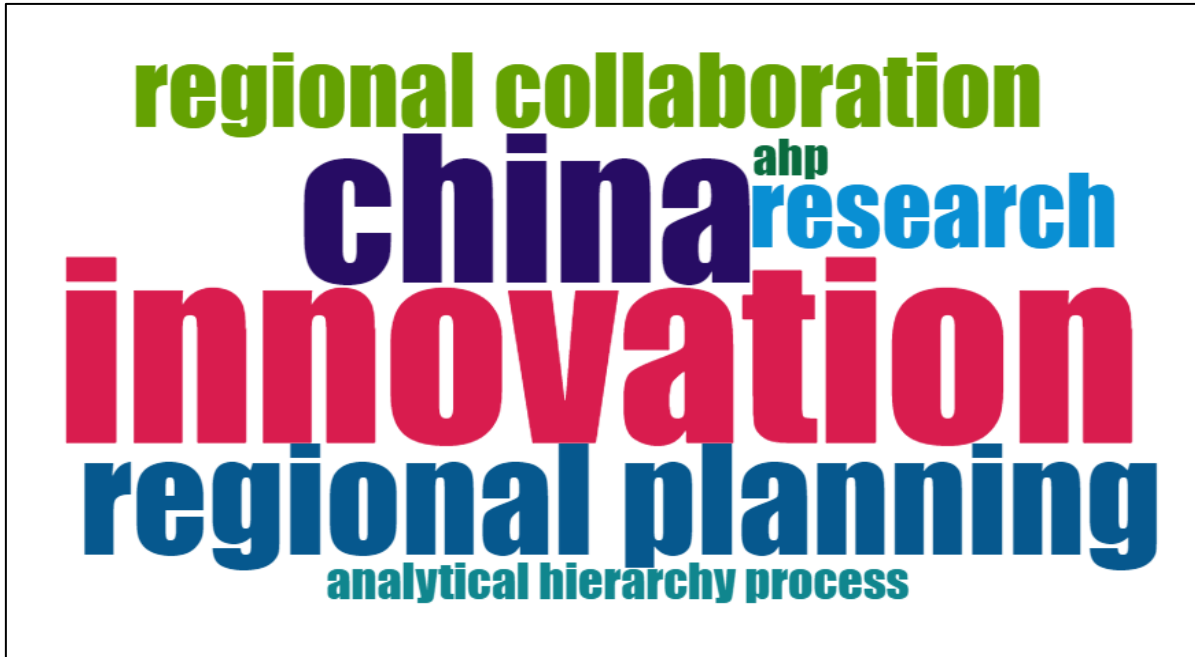 regional collaboration
china
ahp
research
innovation
regional planning
analytical hierarchy process